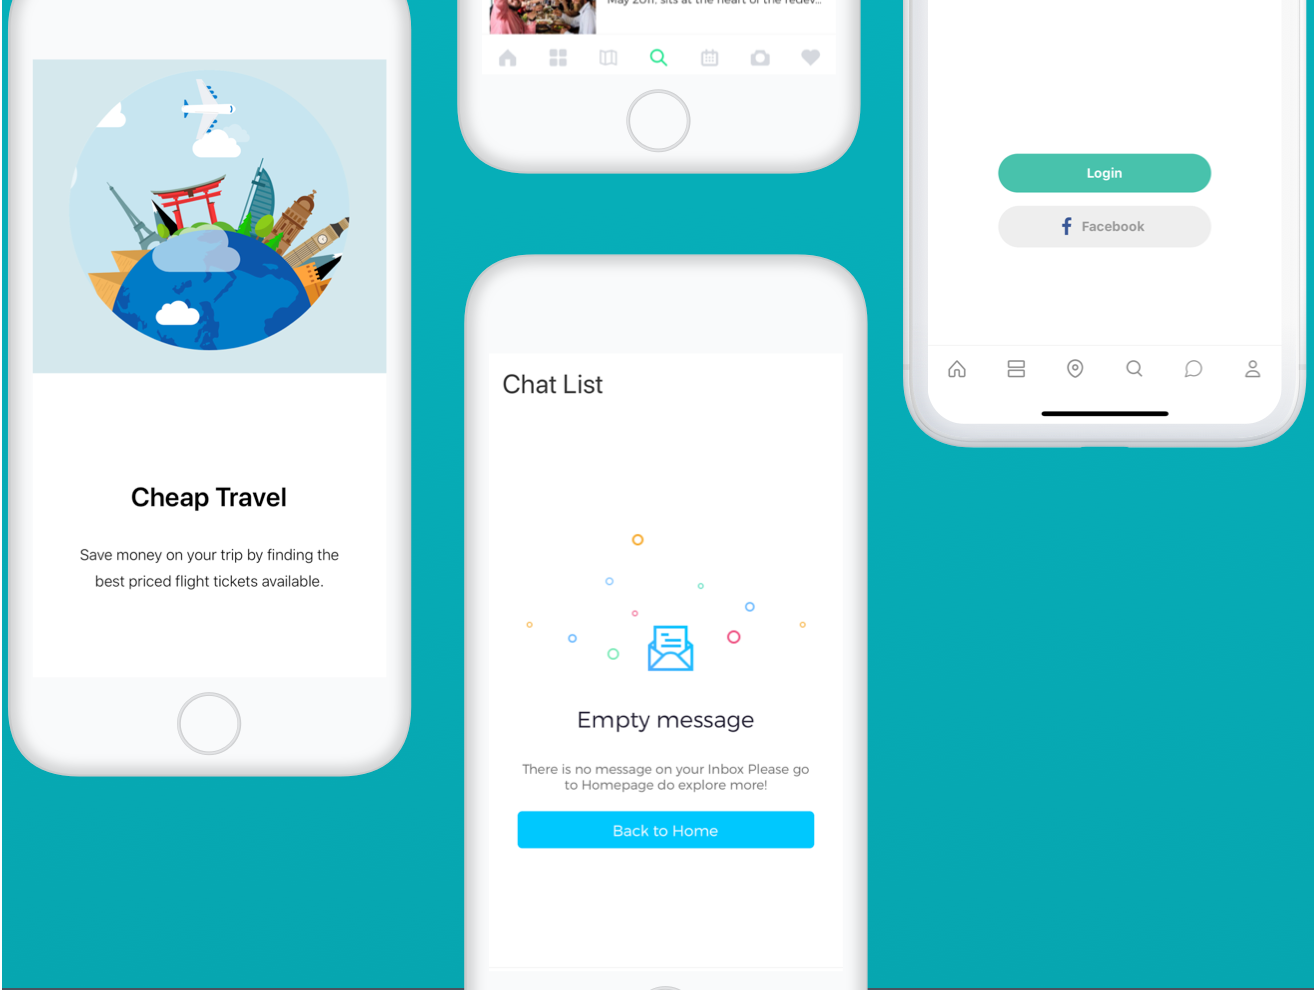 May 2011, sits at the heart of the redev...
Login
Facebook
Chat List
Cheap Travel
Save money on your trip by finding the
best priced flight tickets available.
Empty message
There is no message on your Inbox Please go
to Homepage do explore more!
Back to Home